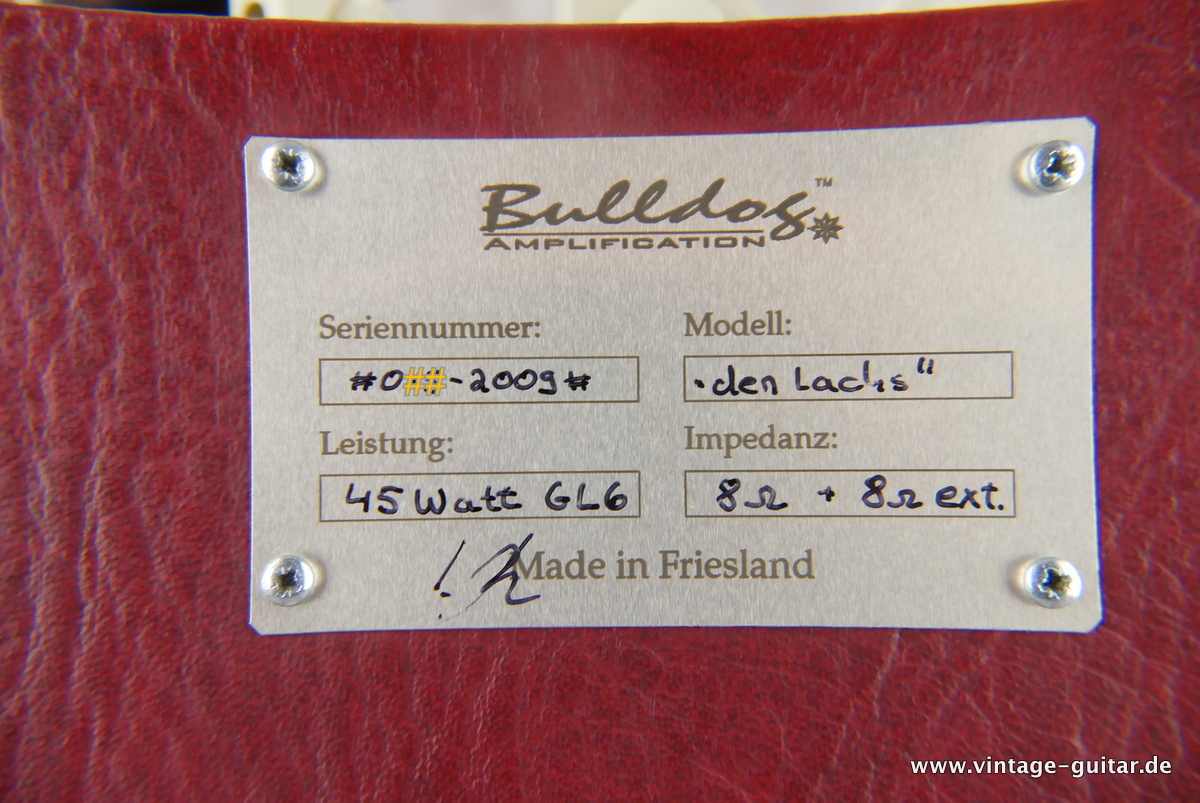 Bulldog™
AMPLIFICATION
Seriennummer: Modell:
#0##-2009# „den Lachs“
Leistung: Impedanz:
45 Watt GL6 8Ω + 8Ω ext.
Made in Friesland
www.vintage-guitar.de